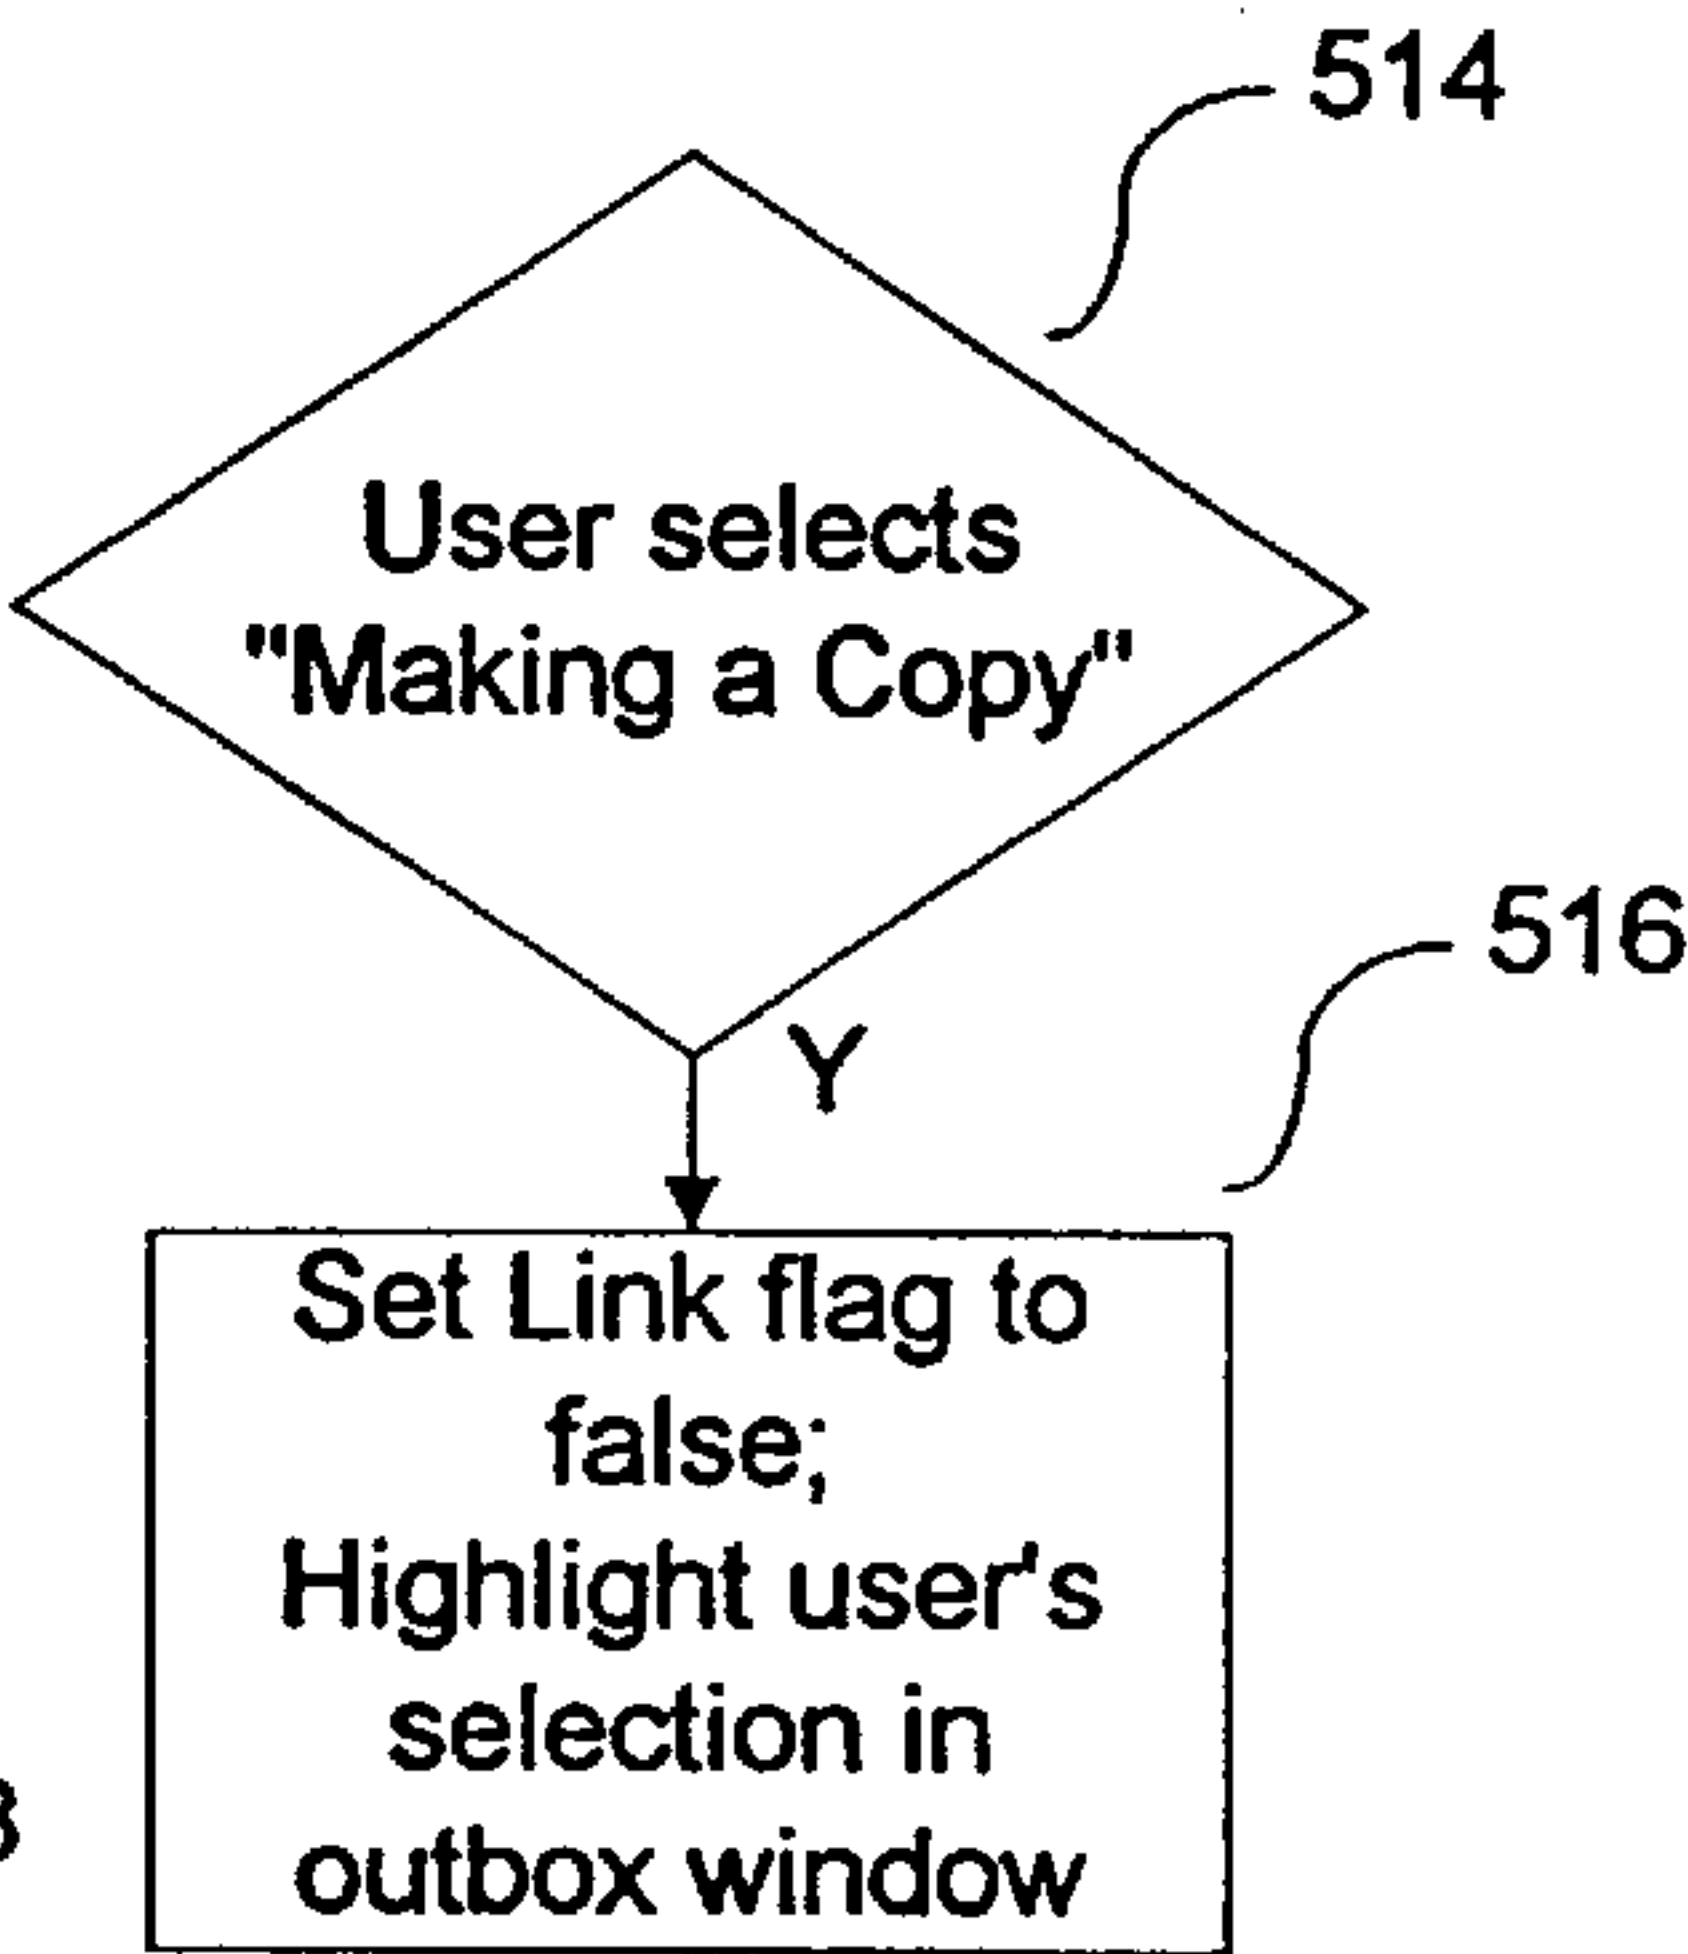 514
User selects
"Making a Copy"
516
Y
Set Link flag to
false;
Highlight user's
selection in
outbox window